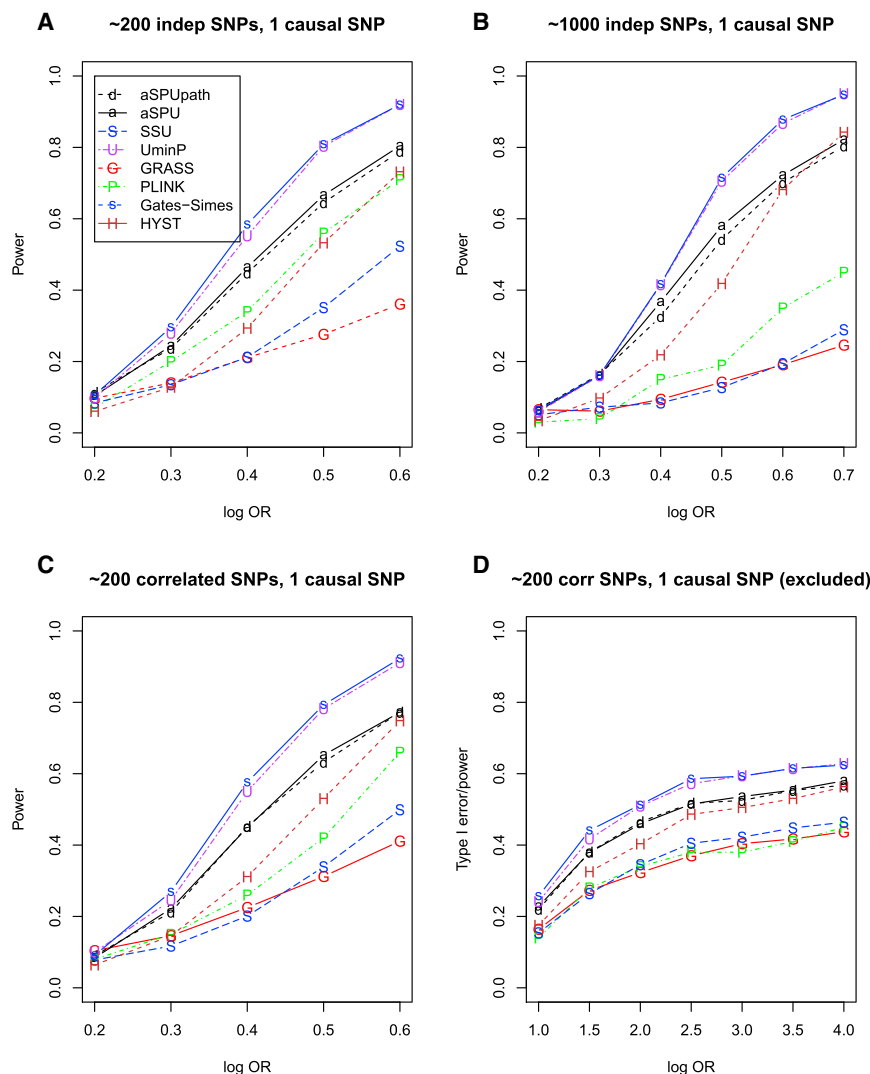 A
~200 indep SNPs, 1 causal SNP
Power
1.0
0.8
0.6
0.4
0.2
0.0
d aSPUpath
a aSPU
S SSU
U UminP
G GRASS
P PLINK
s Gates−Simes
H HYST
0.2 0.3 0.4 0.5 0.6
log OR
B
~1000 indep SNPs, 1 causal SNP
Power
1.0
0.8
0.6
0.4
0.2
0.0
0.2 0.3 0.4 0.5 0.6 0.7
log OR
C
~200 correlated SNPs, 1 causal SNP
Power
1.0
0.8
0.6
0.4
0.2
0.0
0.2 0.3 0.4 0.5 0.6
log OR
D
~200 corr SNPs, 1 causal SNP (excluded)
Type I error/power
1.0
0.8
0.6
0.4
0.2
0.0
1.0 1.5 2.0 2.5 3.0 3.5 4.0
log OR